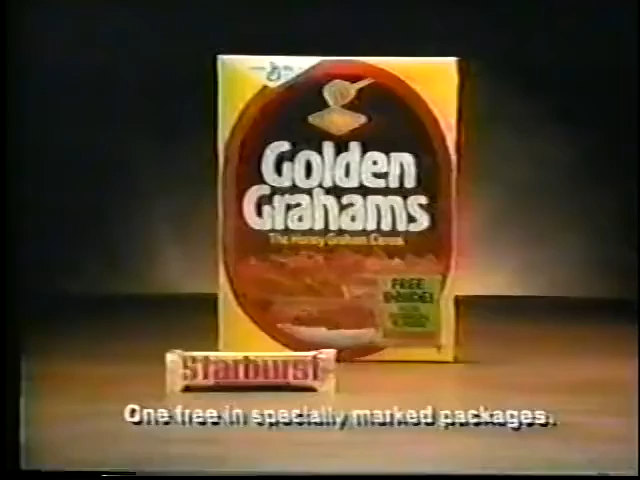 Golden
Grahams
The Honey Graham Cereal
FREE
INSIDE!
Starburst
One free in specially marked packages.